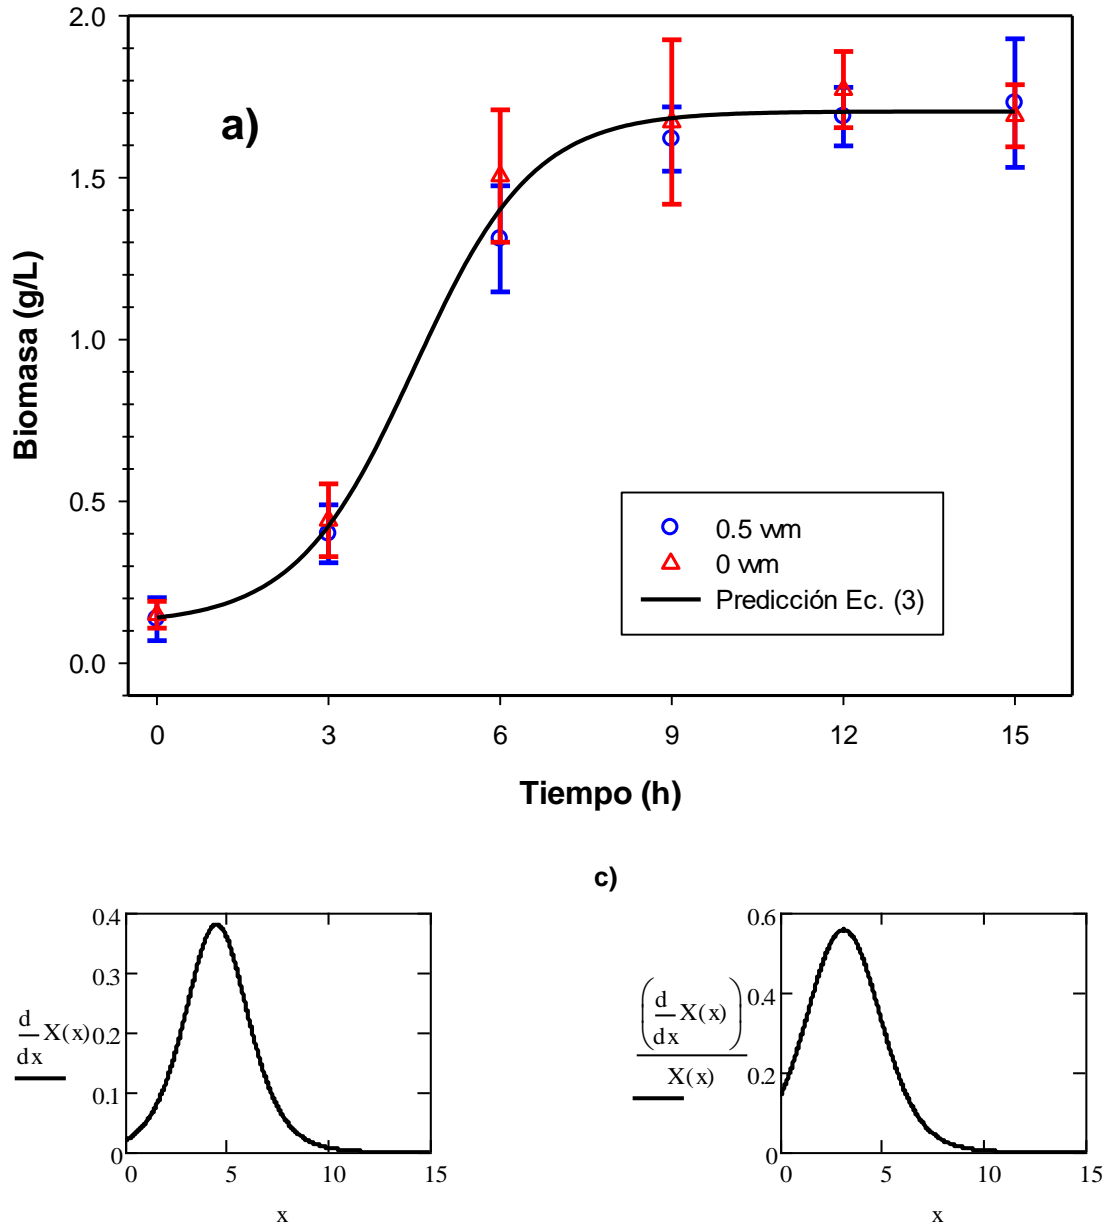 2.0
1.5
1.0
0.5
0.0
Biomasa (g/L)
a)
0.5 vvm
0 vvm
Predicción Ec. (3)
0 3 6 9 12 15
Tiempo (h)
c)
0.4
0.3
0.2
0.1
0
d
dx
X(x)
0 5 10 15
x
0.6
0.4
0.2
0
(d/dx X(x))
X(x)
0 5 10 15
x